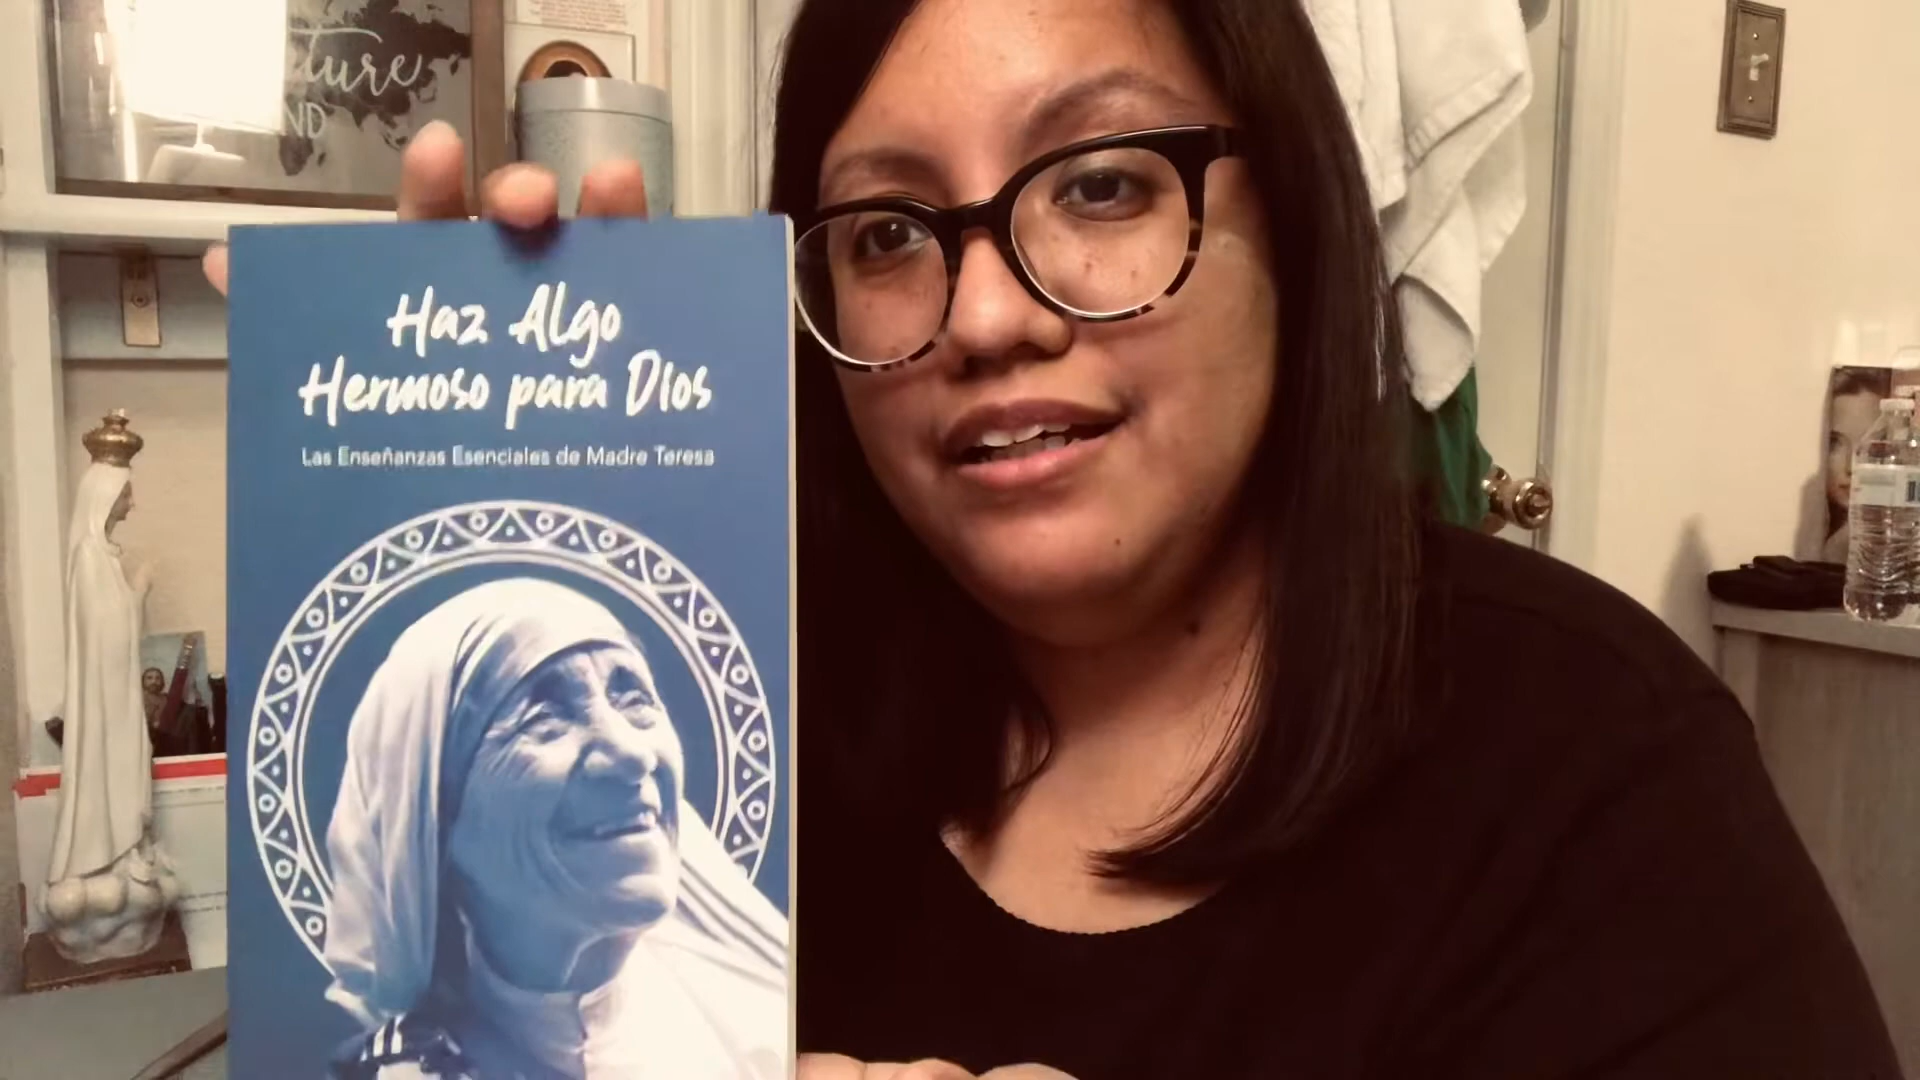 Haz Algo
Hermoso para Dios
Las Enseñanzas Esenciales de Madre Teresa